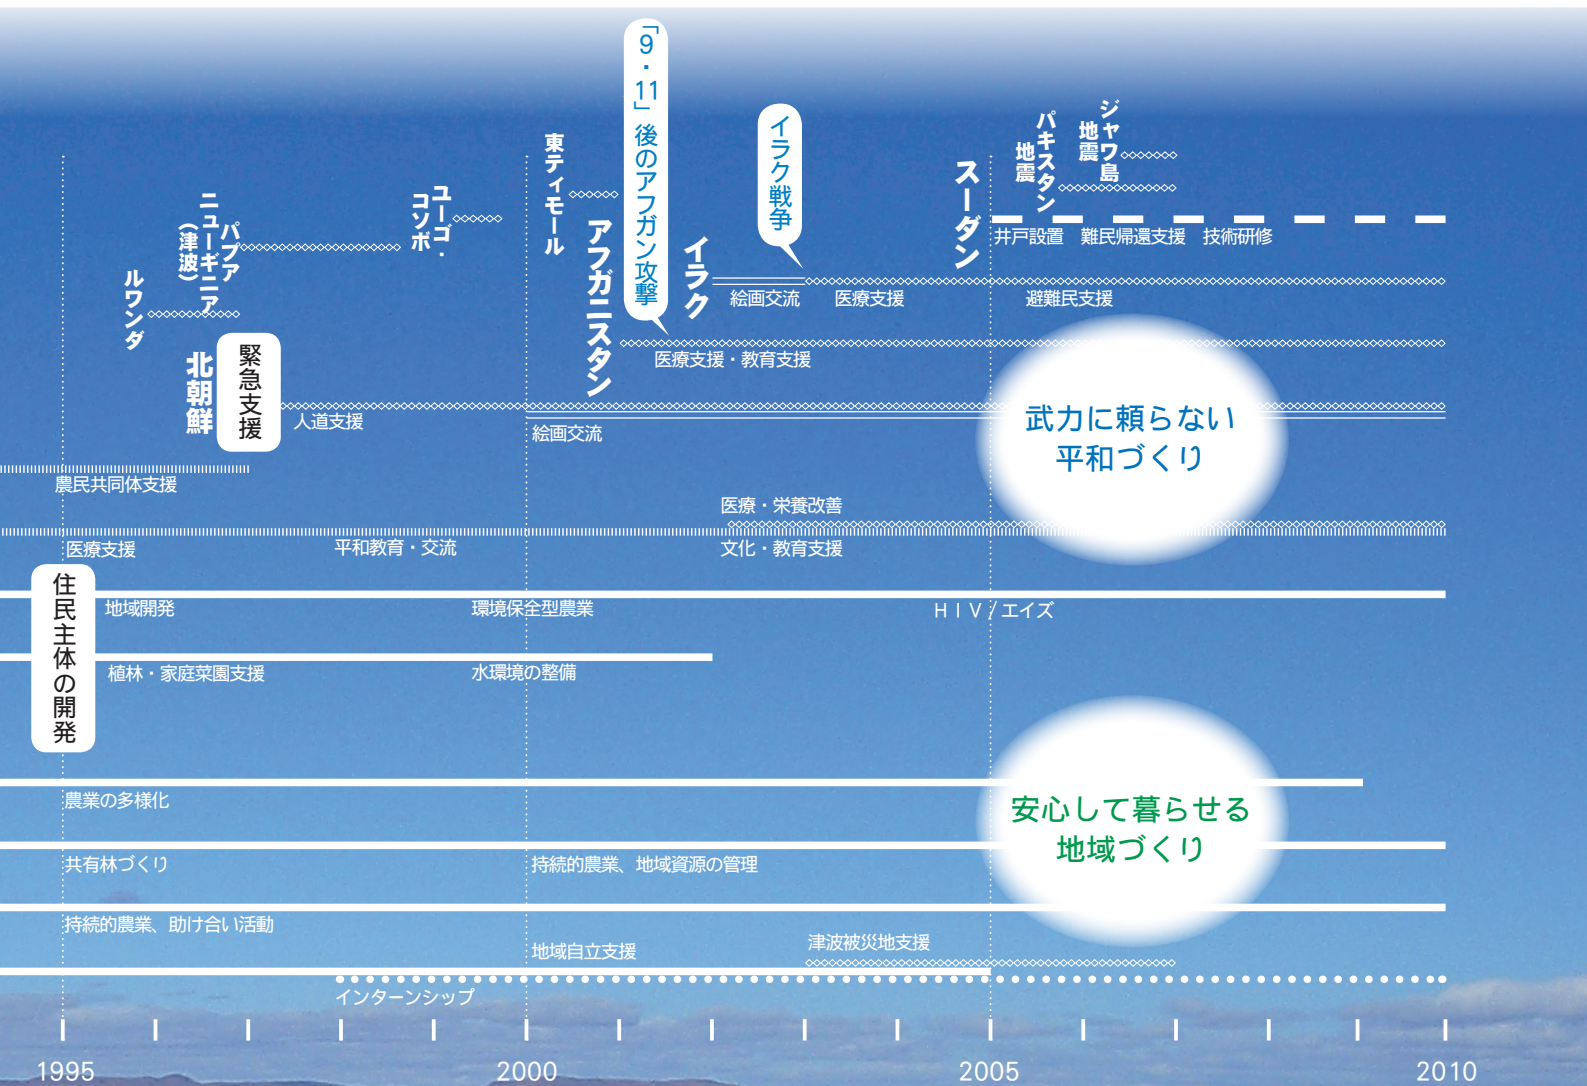 「9・11」後のアフガン攻撃
イラク戦争
ジャワ島
地震
パキスタン
地震
スーダン
井戸設置 難民帰還支援 技術研修
東ティモール
ユーゴ・
コソボ
パプア
ニューギニア
(津波)
ルワンダ
イラク
絵画交流 医療支援 避難民支援
アフガニスタン
医療支援・教育支援
北朝鮮
緊急支援
人道支援
絵画交流
武力に頼らない
平和づくり
農民共同体支援
医療・栄養改善
医療支援 平和教育・交流 文化・教育支援
住民主体の開発
地域開発 環境保全型農業 HIV/エイズ
植林・家庭菜園支援 水環境の整備
農業の多様化
安心して暮らせる
地域づくり
共有林づくり 持続的農業、地域資源の管理
持続的農業、助け合い活動
地域自立支援 津波被災地支援
インターンシップ
1995 2000 2005 2010